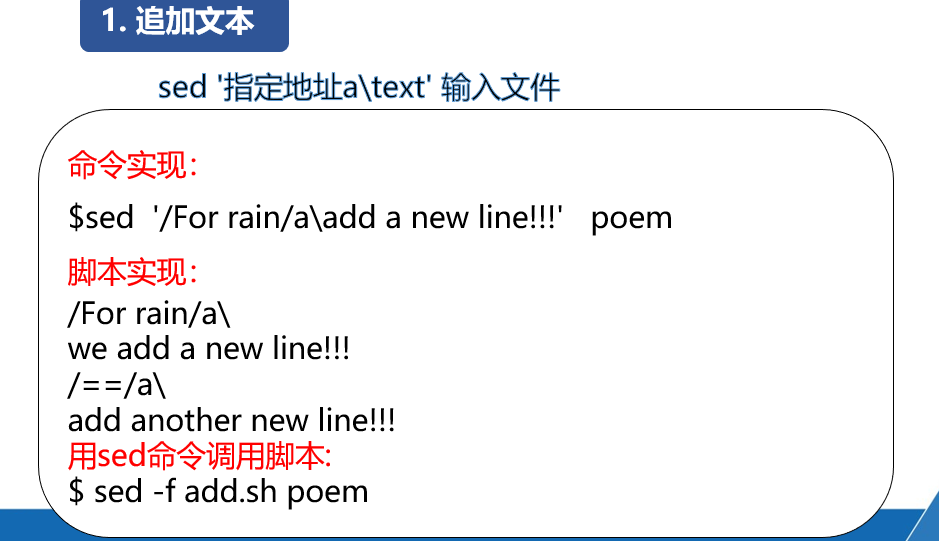 1. 追加文本
sed '指定地址a\text' 输入文件
命令实现：
$sed '/For rain/a\add a new line!!!' poem
脚本实现：
/For rain/a\
we add a new line!!!
/==/a\
add another new line!!!
用sed命令调用脚本:
$ sed -f add.sh poem